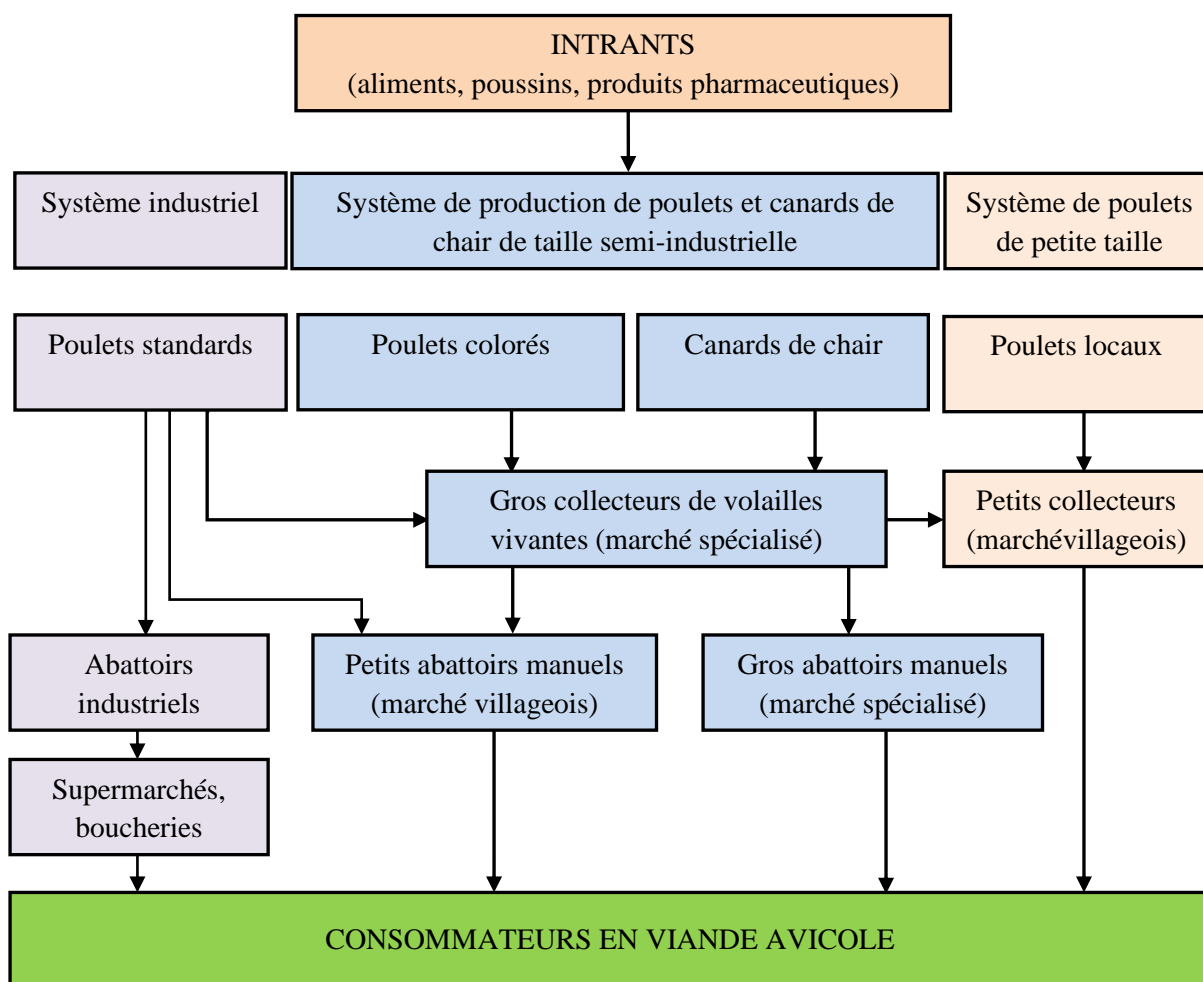 INTRANTS
(aliments, poussins, produits pharmaceutiques)
Système industriel
Système de production de poulets et canards de
chair de taille semi-industrielle
Système de poulets
de petite taille
Poulets standards
Poulets colorés
Canards de chair
Poulets locaux
Gros collecteurs de volailles
vivantes (marché spécialisé)
Petits collecteurs
(marchévillageois)
Abattoirs
industriels
Petits abattoirs manuels
(marché villageois)
Gros abattoirs manuels
(marché spécialisé)
Supermarchés,
boucheries
CONSOMMATEURS EN VIANDE AVICOLE